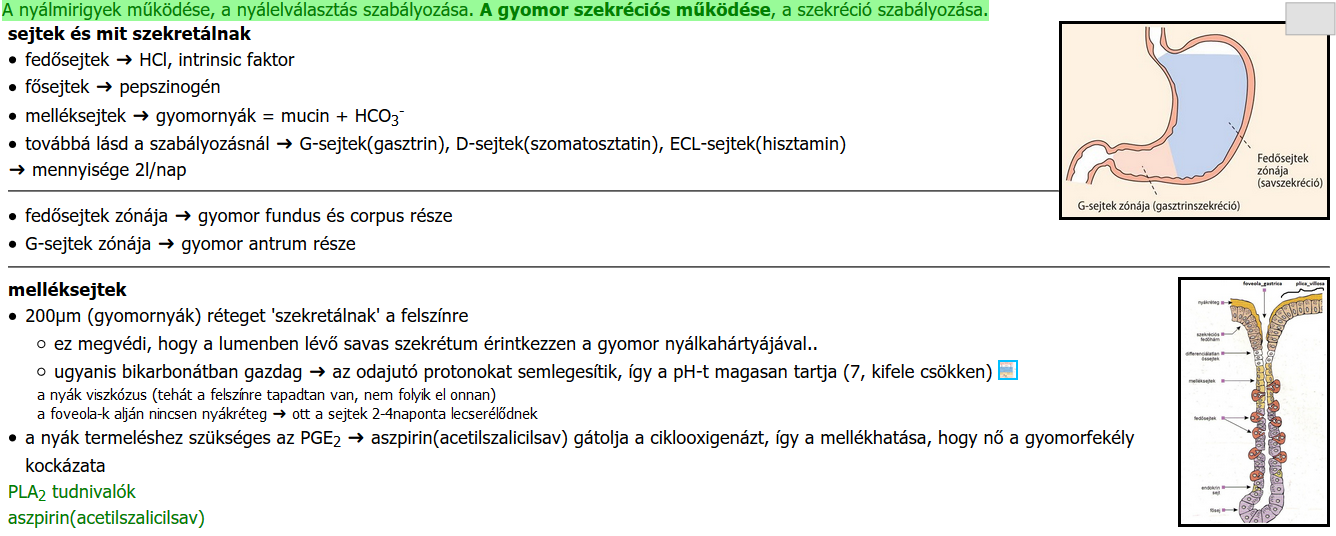 A nyálmirigyek működése, a nyálelválasztás szabályozása. A gyomor szekréciós működése, a szekréció szabályozása.
sejtek és mit szekretálnak
• fedősejtek → HCl, intrinsic faktor
• fősejtek → pepszinogén
• melléksejtek → gyomornyák = mucin + HCO₃⁻
• továbbá lásd a szabályozásnál → G-sejtek(gasztrin), D-sejtek(szomatosztatin), ECL-sejtek(hisztamin)
→ mennyisége 2l/nap
Fedősejtek
zónája
(savszekréció)
G-sejtek zónája (gasztrinszekréció)
• fedősejtek zónája → gyomor fundus és corpus része
• G-sejtek zónája → gyomor antrum része
melléksejtek
• 200μm (gyomornyák) réteget 'szekretálnak' a felszínre
○ ez megvédi, hogy a lumenben lévő savas szekrétum érintkezzen a gyomor nyálkahártyájával..
○ ugyanis bikarbonátban gazdag → az odajutó protonokat semlegesítik, így a pH-t magasan tartja (7, kifele csökken)
a nyák viszkózus (tehát a felszínre tapadtan van, nem folyik el onnan)
a foveola-k alján nincsen nyákréteg → ott a sejtek 2-4naponta lecserélődnek
• a nyák termeléshez szükséges az PGE₂ → aszpirin(acetilszalicilsav) gátolja a ciklooxigenázt, így a mellékhatása, hogy nő a gyomorfekély
kockázata
PLA₂ tudnivalók
aszpirin(acetilszalicilsav)
foveola_gastrica
plica_villosa
nyákréteg
szekréciós
fedőhám
differenciálatlan
őssejtek
melléksejtek
fedősejtek
endokrin
sejt
fősejt